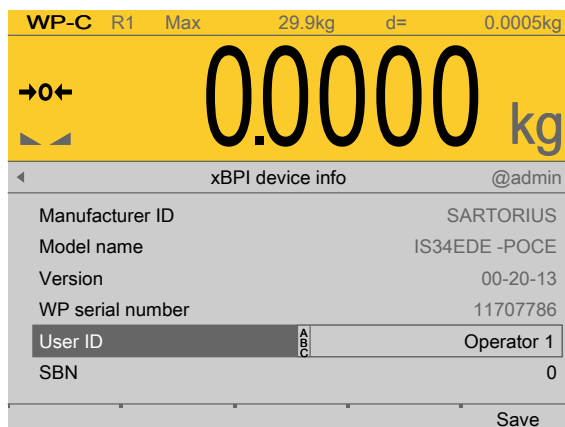 WP-C R1 Max 29.9kg d= 0.0005kg
→0←
0.0000 kg
xBPI device info @admin
Manufacturer ID SARTORIUS
Model name IS34EDE -POCE
Version 00-20-13
WP serial number 11707786
User ID ABC Operator 1
SBN 0
Save